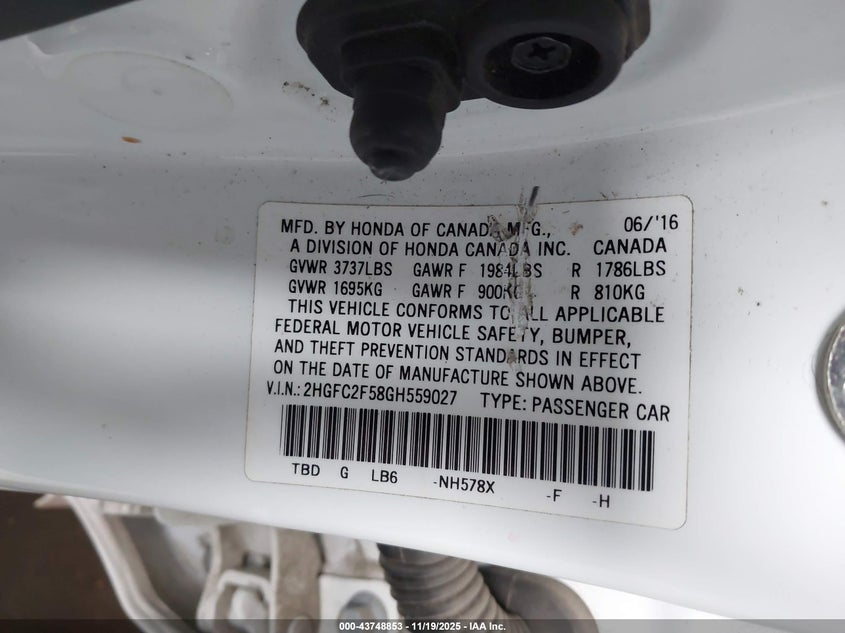 MFD. BY HONDA OF CANADA MFG., 06/'16
A DIVISION OF HONDA CANADA INC. CANADA
GVWR 3737LBS GAWR F 1984LBS R 1786LBS
GVWR 1695KG GAWR F 900KG R 810KG
THIS VEHICLE CONFORMS TO ALL APPLICABLE
FEDERAL MOTOR VEHICLE SAFETY, BUMPER,
AND THEFT PREVENTION STANDARDS IN EFFECT
ON THE DATE OF MANUFACTURE SHOWN ABOVE.
V.I.N.: 2HGFC2F58GH559027 TYPE: PASSENGER CAR
TBD G LB6 -NH578X -F -H
000-43748853 - 11/19/2025 - IAA Inc.